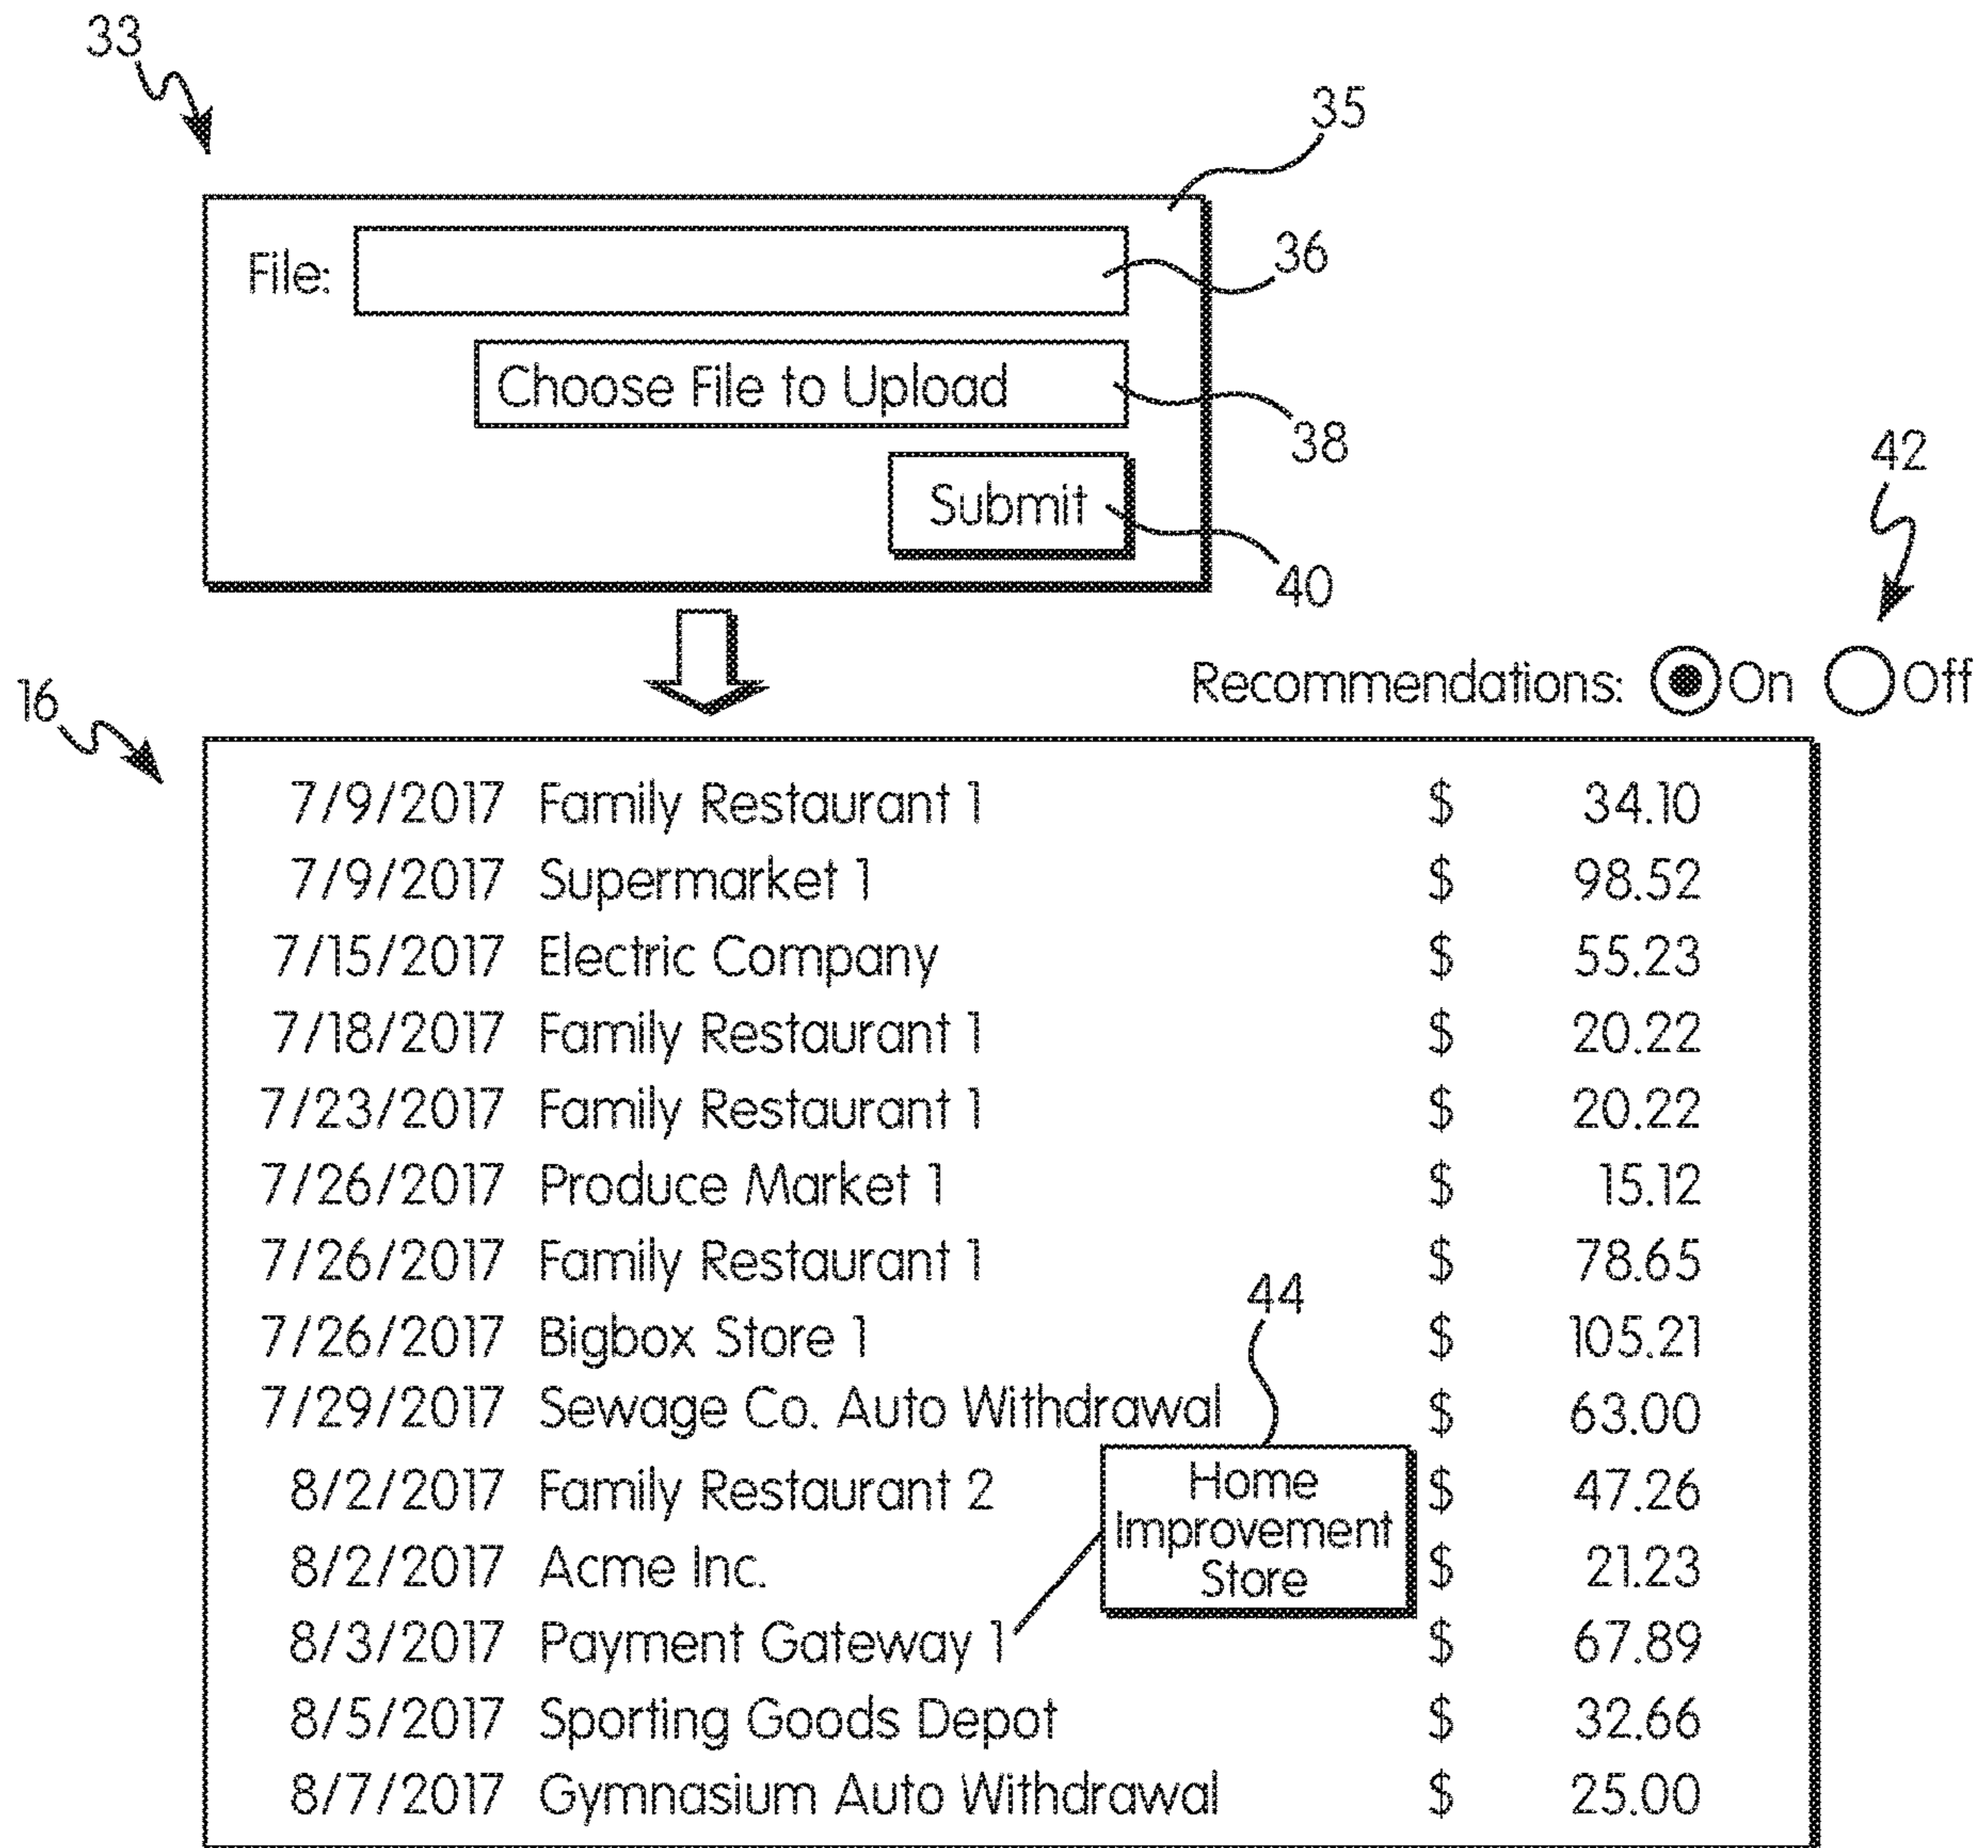 33
35
File:
36
Choose File to Upload
38
Submit
40
42
Recommendations: On Off
16
7/9/2017 Family Restaurant 1 $ 34.10
7/9/2017 Supermarket 1 $ 98.52
7/15/2017 Electric Company $ 55.23
7/18/2017 Family Restaurant 1 $ 20.22
7/23/2017 Family Restaurant 1 $ 20.22
7/26/2017 Produce Market 1 $ 15.12
7/26/2017 Family Restaurant 1 $ 78.65
44
7/26/2017 Bigbox Store 1 $ 105.21
7/29/2017 Sewage Co. Auto Withdrawal $ 63.00
8/2/2017 Family Restaurant 2 $ 47.26
Home
Improvement
Store
8/2/2017 Acme Inc. $ 21.23
8/3/2017 Payment Gateway 1 $ 67.89
8/5/2017 Sporting Goods Depot $ 32.66
8/7/2017 Gymnasium Auto Withdrawal $ 25.00